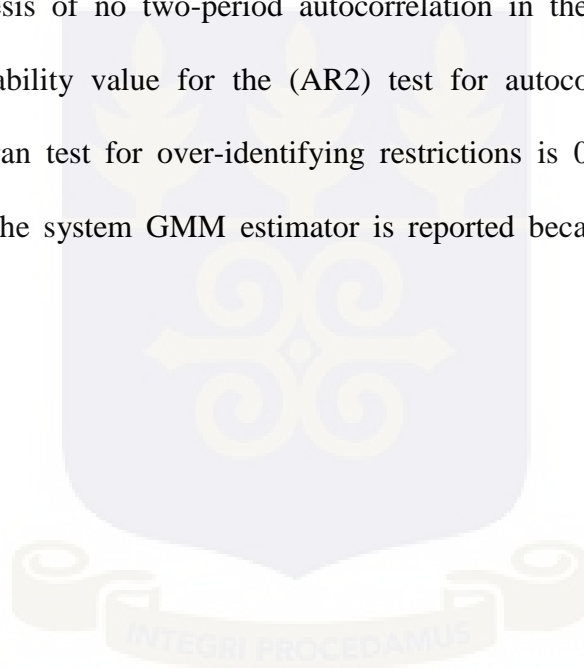 esis of no two-period autocorrelation in the
ability value for the (AR2) test for autoco
an test for over-identifying restrictions is 0
he system GMM estimator is reported beca
INTEGRI PROCEDAMUS